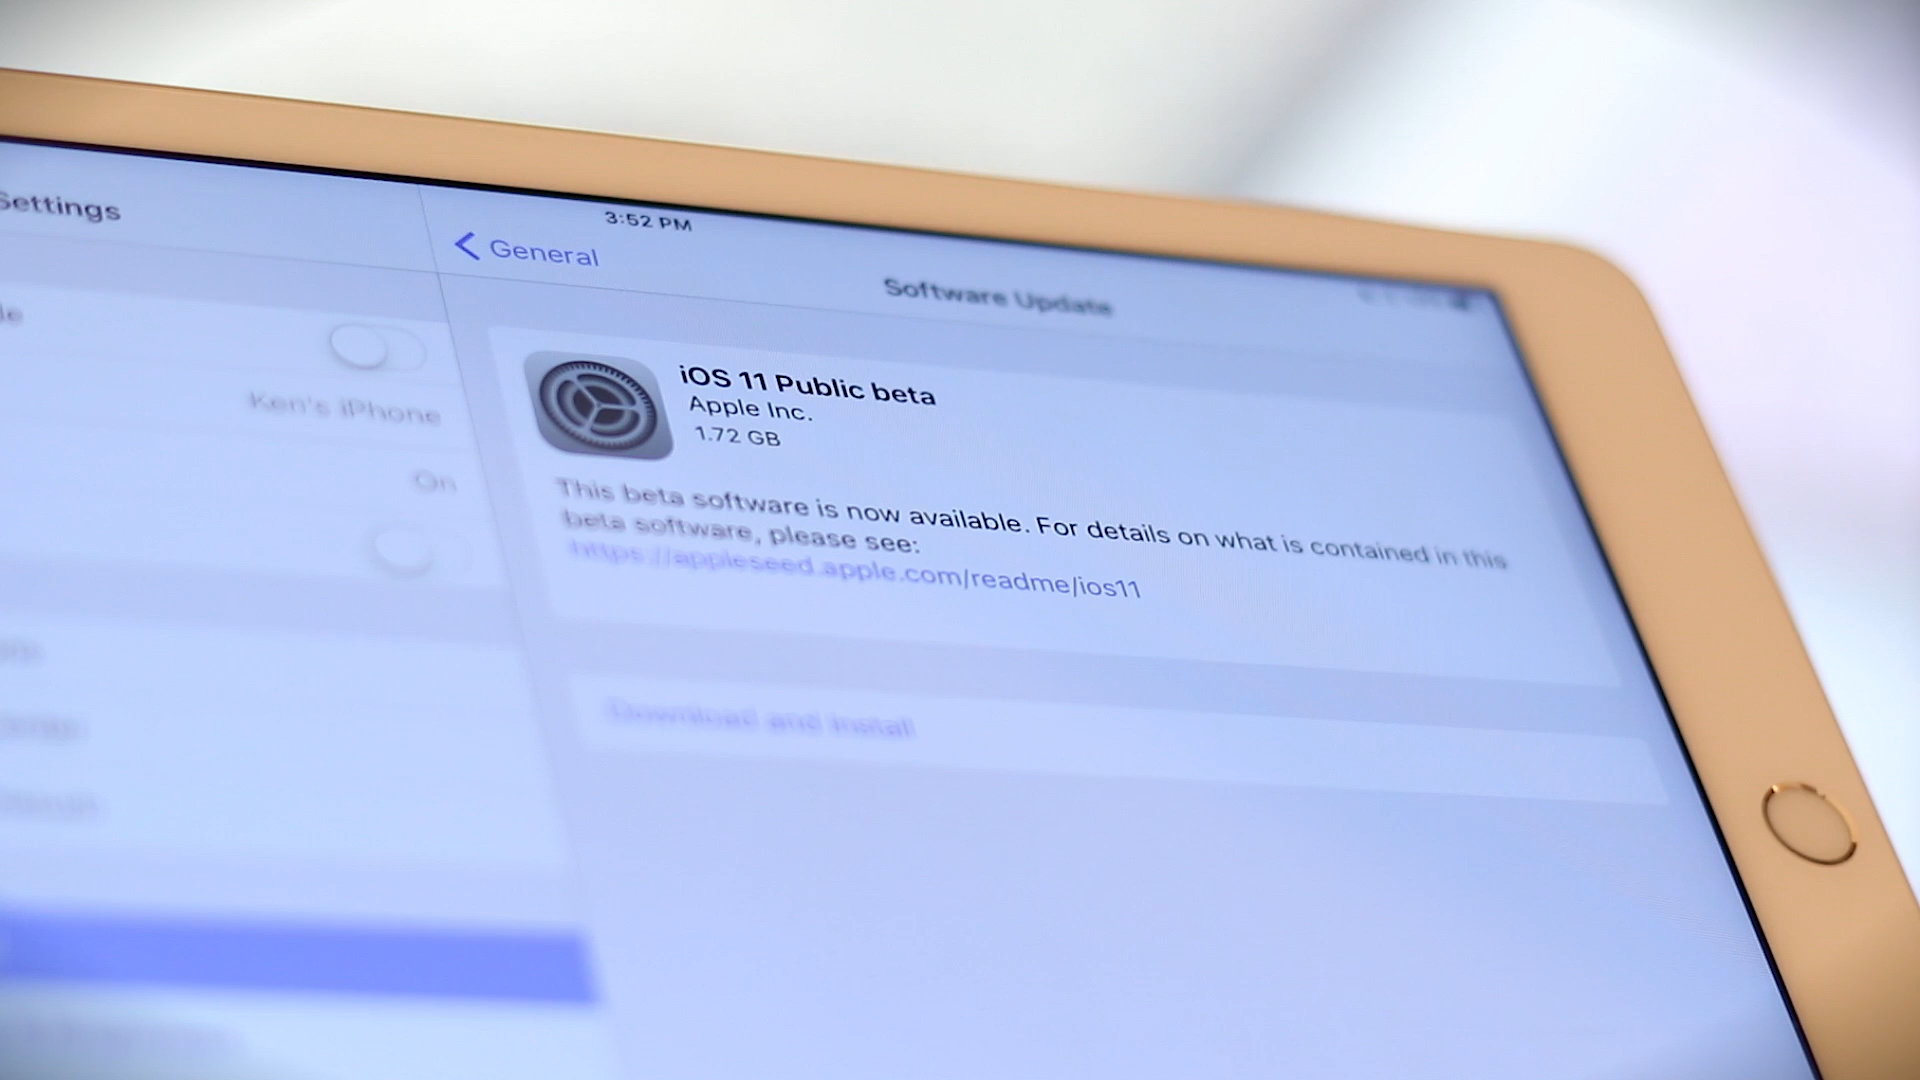 Settings
3:52 PM
General
Software Update
Ken's iPhone
On
iOS 11 Public beta
Apple Inc.
1.72 GB
This beta software is now available. For details on what is contained in this
beta software, please see:
https://appleseed.apple.com/readme/ios11
Download and Install